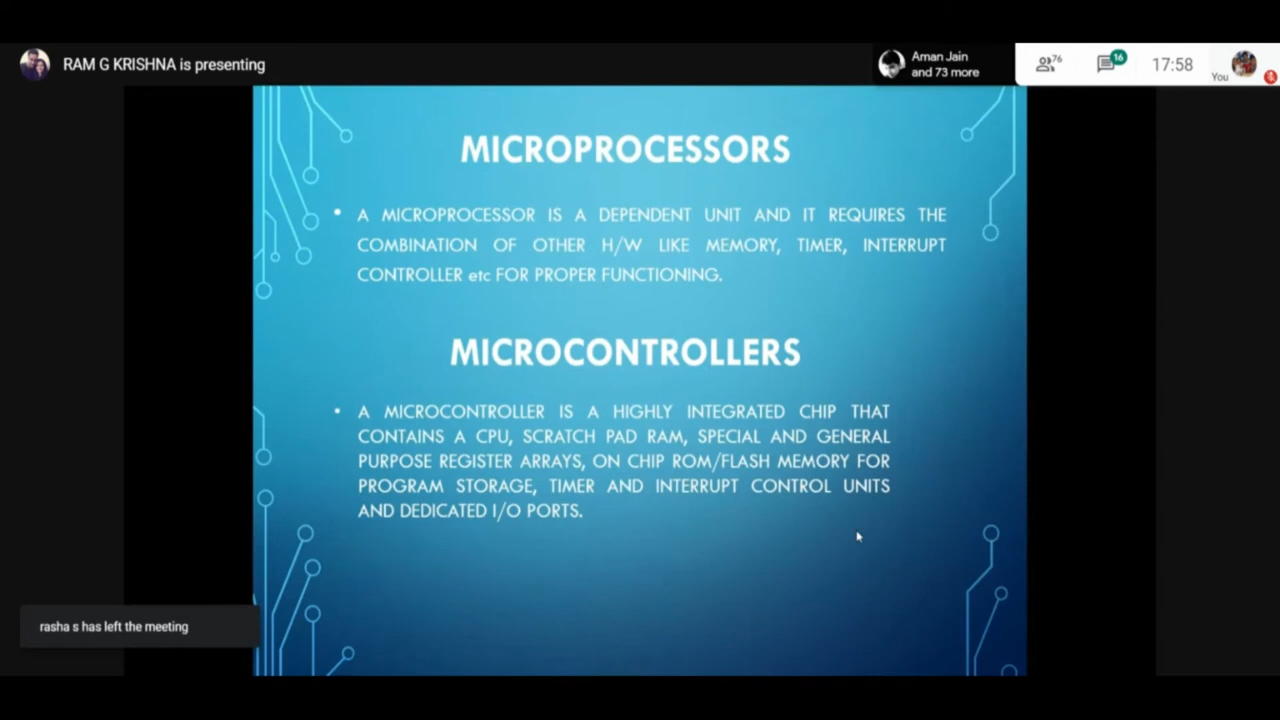 RAM G KRISHNA is presenting
Aman Jain
and 73 more
76
16
17:58
You
MICROPROCESSORS
• A MICROPROCESSOR IS A DEPENDENT UNIT AND IT REQUIRES THE
COMBINATION OF OTHER H/W LIKE MEMORY, TIMER, INTERRUPT
CONTROLLER etc FOR PROPER FUNCTIONING.
MICROCONTROLLERS
• A MICROCONTROLLER IS A HIGHLY INTEGRATED CHIP THAT
CONTAINS A CPU, SCRATCH PAD RAM, SPECIAL AND GENERAL
PURPOSE REGISTER ARRAYS, ON CHIP ROM/FLASH MEMORY FOR
PROGRAM STORAGE, TIMER AND INTERRUPT CONTROL UNITS
AND DEDICATED I/O PORTS.
rasha s has left the meeting